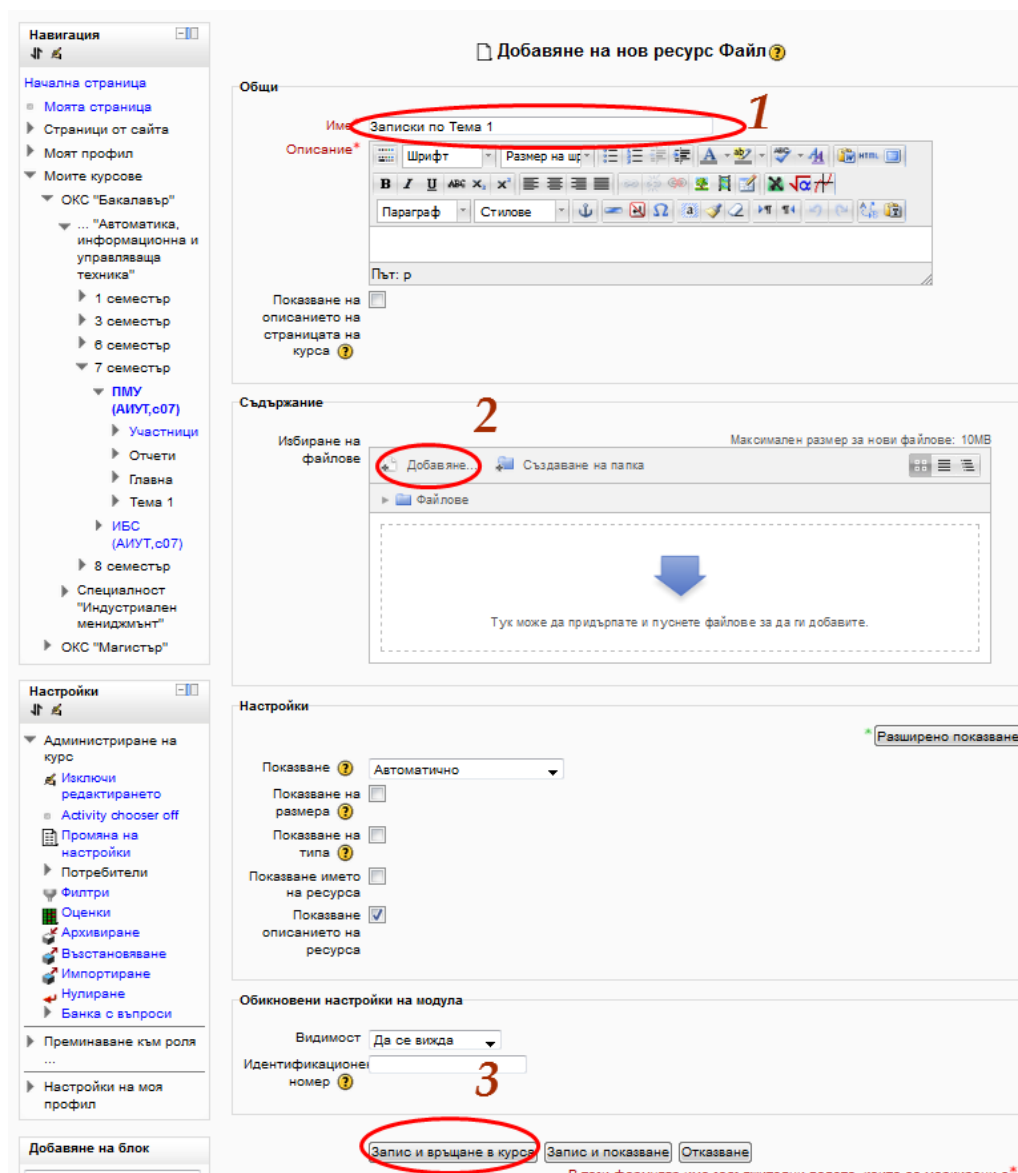 Навигация
Начална страница
Моята страница
Страници от сайта
Моят профил
Моите курсове
ОКС "Бакалавър"
... "Автоматика,
информационна и
управляваща
техника"
1 семестър
3 семестър
6 семестър
7 семестър
ПМУ
(АИУТ,с07)
Участници
Отчети
Главна
Тема 1
ИБС
(АИУТ,с07)
8 семестър
Специалност
"Индустриален
мениджмънт"
ОКС "Магистър"
Настройки
Администриране на
курс
Изключи
редактирането
Activity chooser off
Промяна на
настройки
Потребители
Филтри
Оценки
Архивиране
Възстановяване
Импортиране
Нулиране
Банка с въпроси
Преминаване към роля
...
Настройки на моя
профил
Добавяне на блок
Добавяне на нов ресурс Файл
Общи
1
Име Записки по Тема 1
Описание*
Шрифт Размер на
HTML
B I U ABC
Параграф Стилове
Път: p
Показване на
описанието на
страницата на
курса
Съдържание
2
Максимален размер за нови файлове: 10MB
Избиране на
файлове
Добавяне... Създаване на папка
Файлове
Тук може да придърпате и пуснете файлове за да ги добавите.
Настройки
* Разширено показване
Показване Автоматично
Показване на
размера
Показване на
типа
Показване името
на ресурса
Показване
описанието на
ресурса
Обикновени настройки на модула
Видимост Да се вижда
Идентификационен
номер
3
Запис и връщане в курса Запис и показване Отказване